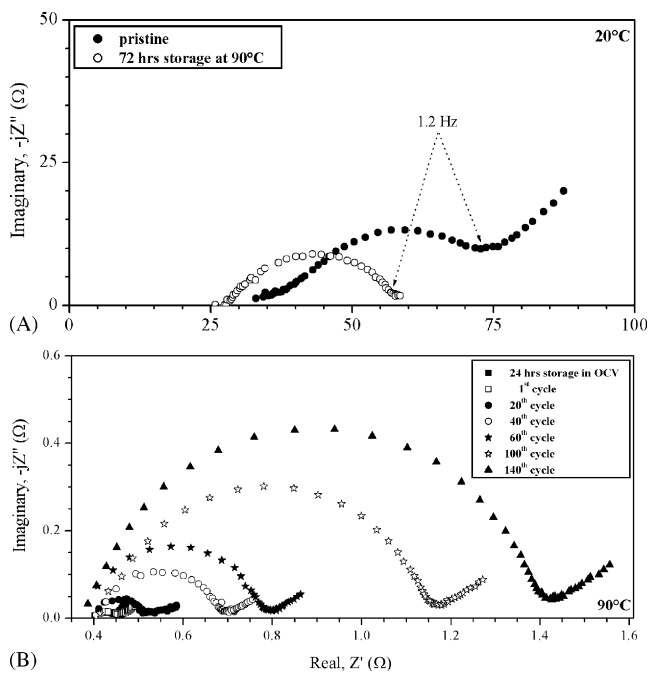 50
pristine
72 hrs storage at 90°C
20°C
1.2 Hz
25
0
Imaginary, -jZ'' (Ω)
(A)
0 25 50 75 100
0.6
24 hrs storage in OCV
1st cycle
20th cycle
40th cycle
60th cycle
100th cycle
140th cycle
0.4
0.2
0.0
Imaginary, -jZ'' (Ω)
90°C
0.4 0.6 0.8 1.0 1.2 1.4 1.6
(B)
Real, Z' (Ω)